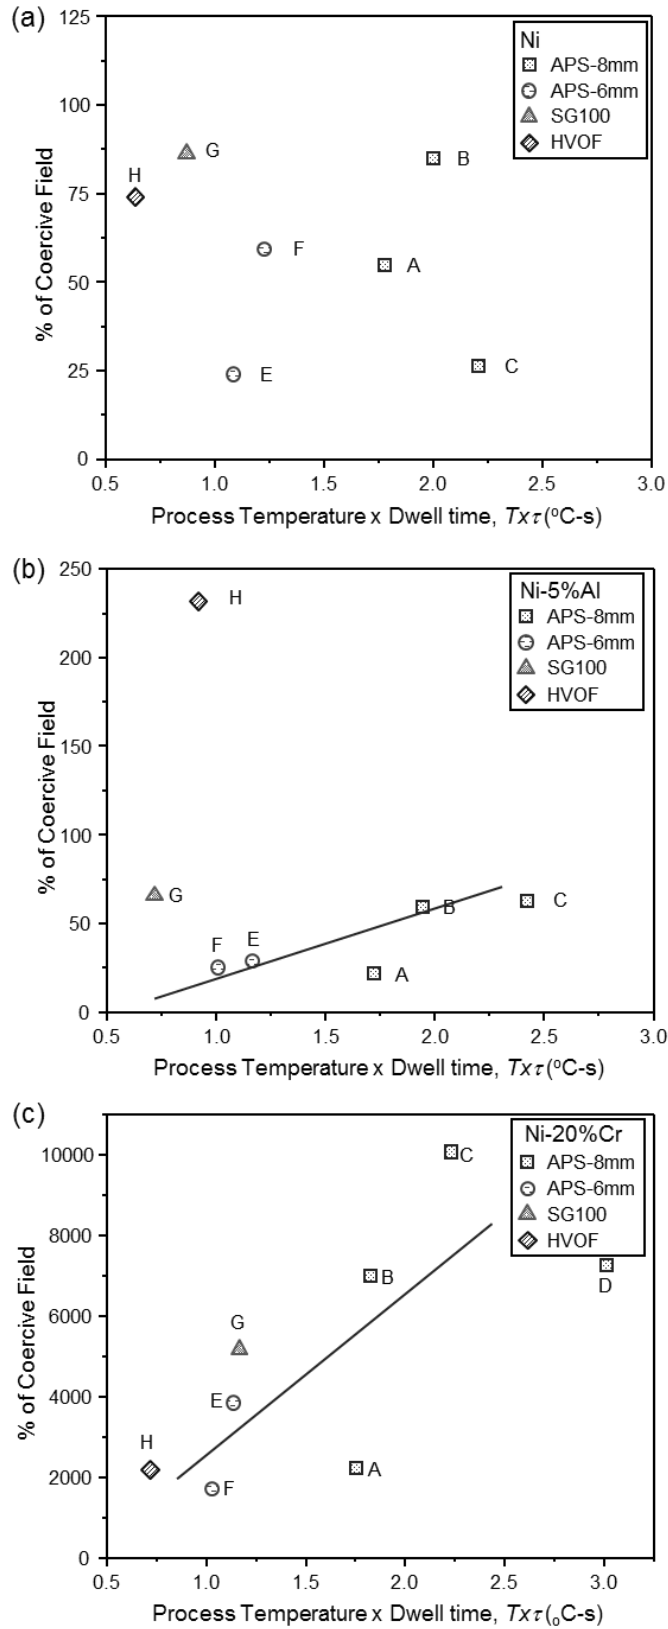 (a)
125
100
75
50
25
0
% of Coercive Field
Ni
APS-8mm
APS-6mm
SG100
HVOF
H
G
B
F
A
E
C
0.5 1.0 1.5 2.0 2.5 3.0
Process Temperature x Dwell time, Txτ (°C-s)
(b)
250
200
150
100
50
0
% of Coercive Field
Ni-5%Al
APS-8mm
APS-6mm
SG100
HVOF
H
G
F E
B
C
A
0.5 1.0 1.5 2.0 2.5 3.0
Process Temperature x Dwell time, Txτ (°C-s)
(c)
10000
8000
6000
4000
2000
0
% of Coercive Field
Ni-20%Cr
APS-8mm
APS-6mm
SG100
HVOF
C
D
B
G
E
H
A
F
0.5 1.0 1.5 2.0 2.5 3.0
Process Temperature x Dwell time, Txτ (oC-s)